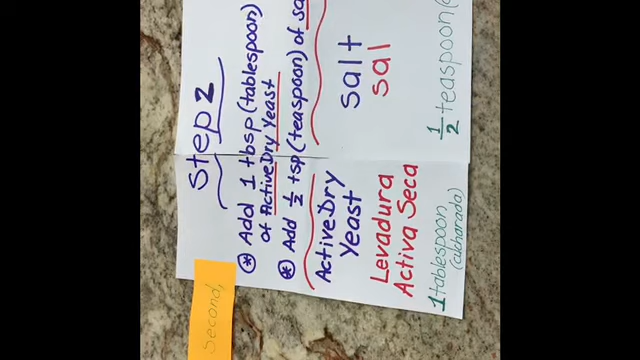 Second,
Step 2
* Add 1 tbsp (tablespoon)
of Active Dry Yeast
* Add 1/2 tsp (teaspoon) of
Active Dry
Yeast
Levadura
Activa Seca
1 tablespoon
(akharada)
salt
sal
1/2 teaspoon